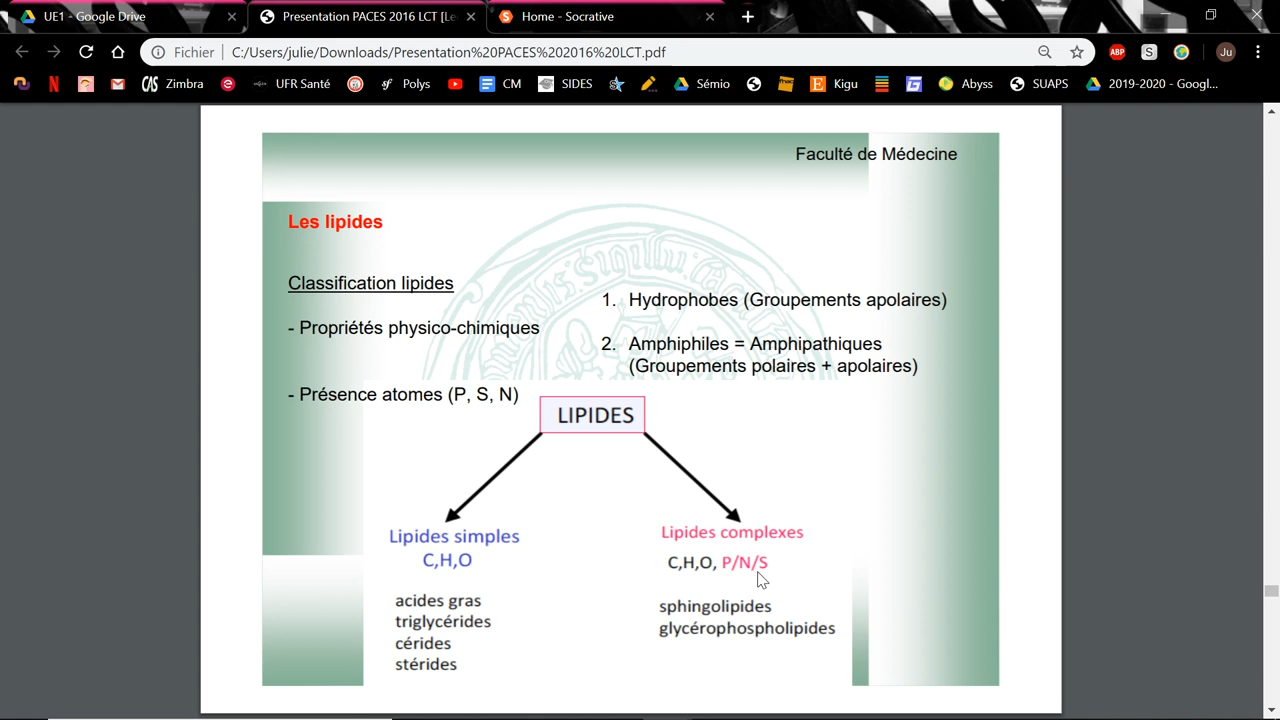 UE1 - Google Drive
Presentation PACES 2016 LCT [Le
Home - Socrative
Fichier
C:/Users/julie/Downloads/Presentation%20PACES%202016%20LCT.pdf
ABP
S
Ju
Zimbra
UFR Santé
Polys
CM
SIDES
Sémio
Kigu
Abyss
SUAPS
2019-2020 - Googl...
Faculté de Médecine
Les lipides
Classification lipides
1. Hydrophobes (Groupements apolaires)
- Propriétés physico-chimiques
2. Amphiphiles = Amphipathiques
(Groupements polaires + apolaires)
- Présence atomes (P, S, N)
LIPIDES
Lipides simples
C,H,O
acides gras
triglycérides
cérides
stérides
Lipides complexes
C,H,O, P/N/S
sphingolipides
glycérophospholipides